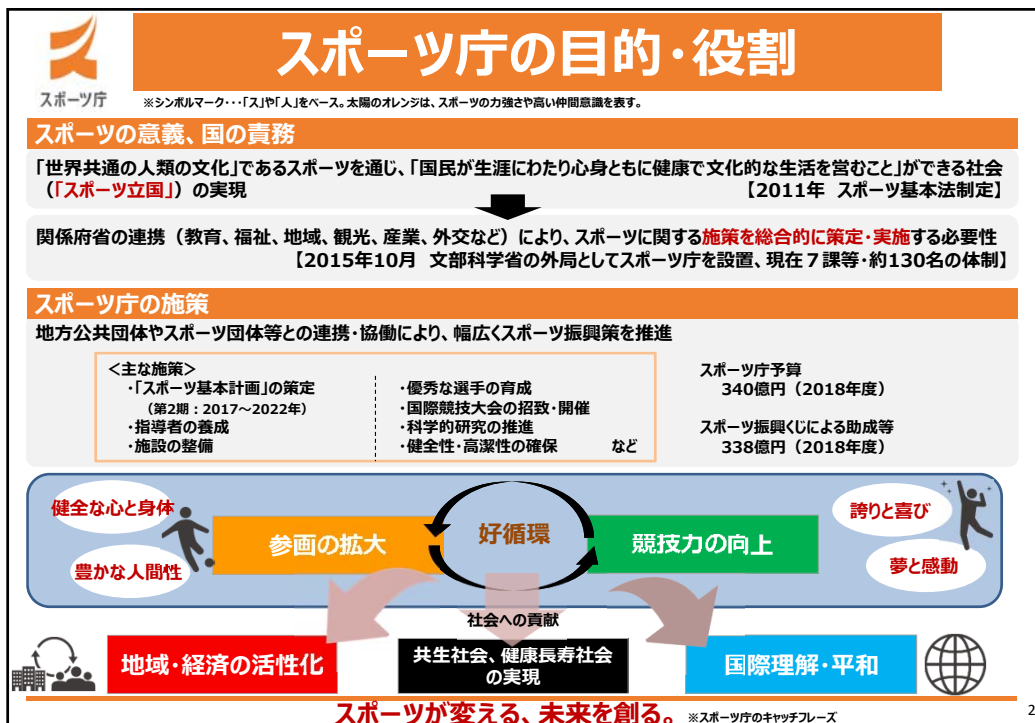 スポーツ庁の目的・役割
スポーツ庁
※シンボルマーク・・・「ス」や「人」をベース。太陽のオレンジは、スポーツの力強さや高い仲間意識を表す。
スポーツの意義、国の責務
「世界共通の人類の文化」であるスポーツを通じ、「国民が生涯にわたり心身ともに健康で文化的な生活を営むこと」ができる社会
（「スポーツ立国」）の実現 【2011年 スポーツ基本法制定】
関係府省の連携（教育、福祉、地域、観光、産業、外交など）により、スポーツに関する施策を総合的に策定・実施する必要性
【2015年10月 文部科学省の外局としてスポーツ庁を設置、現在７課等・約130名の体制】
スポーツ庁の施策
地方公共団体やスポーツ団体等との連携・協働により、幅広くスポーツ振興策を推進
＜主な施策＞
・「スポーツ基本計画」の策定
（第2期：2017～2022年）
・指導者の養成
・施設の整備
・優秀な選手の育成
・国際競技大会の招致・開催
・科学的研究の推進
・健全性・高潔性の確保 など
スポーツ庁予算
340億円（2018年度）
スポーツ振興くじによる助成等
338億円（2018年度）
健全な心と身体
豊かな人間性
参画の拡大
好循環
競技力の向上
誇りと喜び
夢と感動
社会への貢献
地域・経済の活性化
共生社会、健康長寿社会
の実現
国際理解・平和
スポーツが変える、未来を創る。 ※スポーツ庁のキャッチフレーズ
2